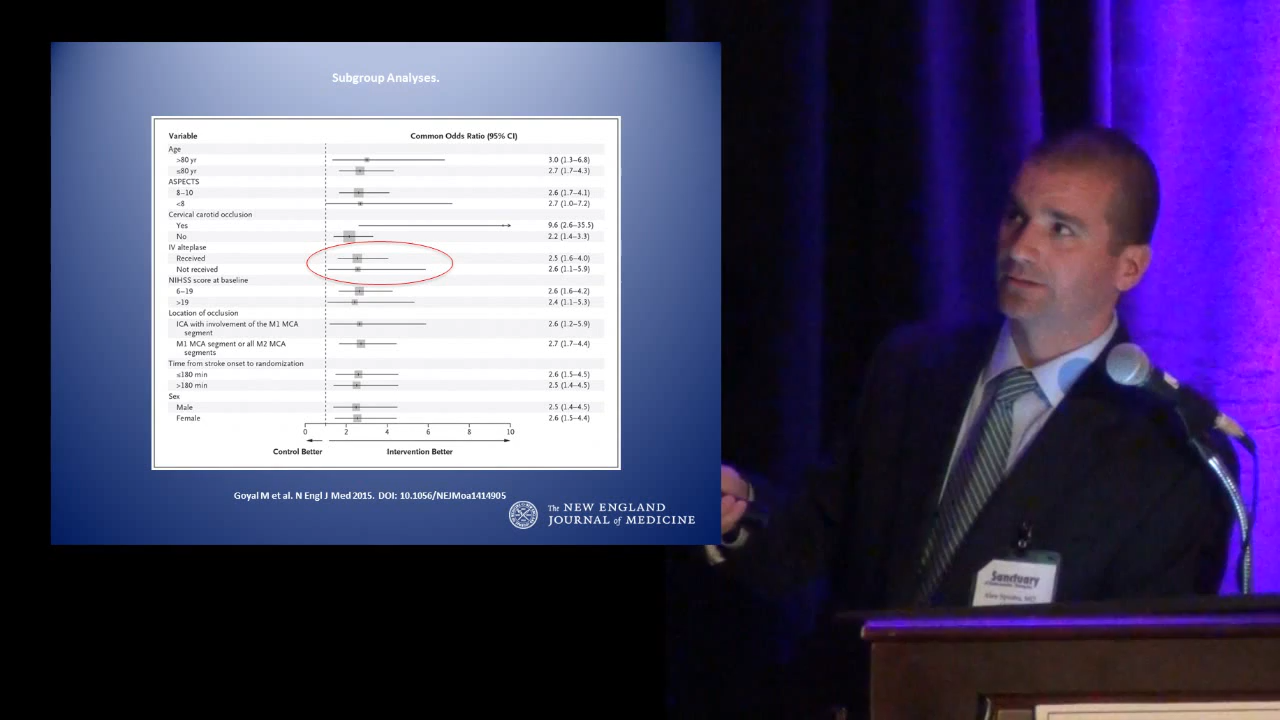 Subgroup Analyses.
Variable Common Odds Ratio (95% CI)
Age
>80 yr 3.0 (1.3–6.8)
≤80 yr 2.7 (1.7–4.3)
ASPECTS
8–10 2.6 (1.7–4.1)
<8 2.7 (1.0–7.2)
Cervical carotid occlusion
Yes 9.6 (2.6–35.5)
No 2.2 (1.4–3.3)
IV alteplase
Received 2.5 (1.6–4.0)
Not received 2.6 (1.1–5.9)
NIHSS score at baseline
6–19 2.6 (1.6–4.2)
>19 2.4 (1.1–5.3)
Location of occlusion
ICA with involvement of the M1 MCA
segment 2.6 (1.2–5.9)
M1 MCA segment or all M2 MCA
segments 2.7 (1.7–4.4)
Time from stroke onset to randomization
≤180 min 2.6 (1.5–4.5)
>180 min 2.5 (1.4–4.5)
Sex
Male 2.5 (1.4–4.5)
Female 2.6 (1.5–4.4)
0 2 4 6 8 10
Control Better Intervention Better
Goyal M et al. N Engl J Med 2015. DOI: 10.1056/NEJMoa1414905
The NEW ENGLAND
JOURNAL of MEDICINE
Sanctuary